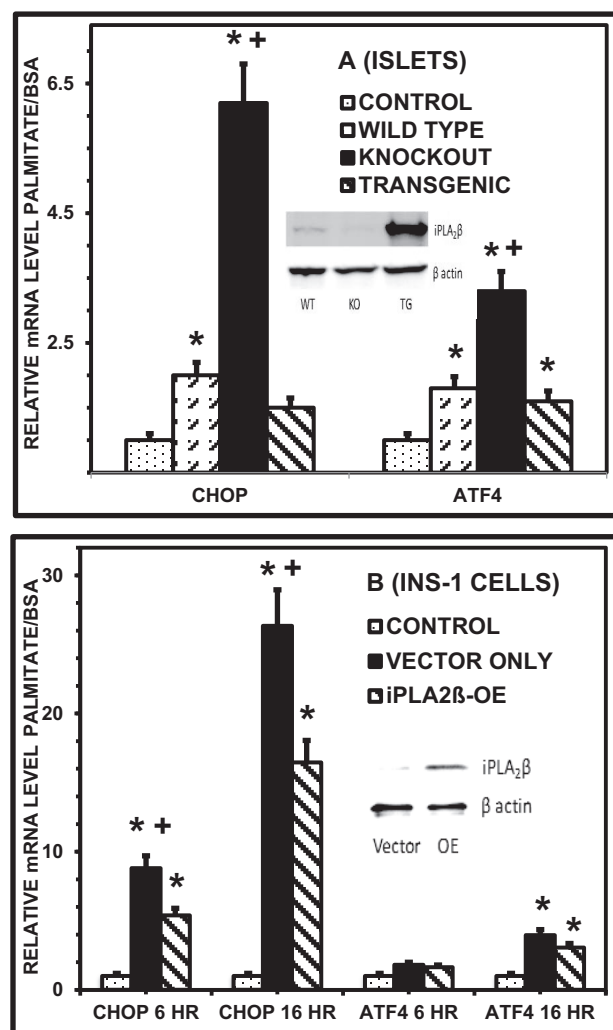 A (ISLETS)
CONTROL
WILD TYPE
KNOCKOUT
TRANSGENIC
RELATIVE mRNA LEVEL PALMITATE/BSA
6.5
4.5
2.5
* +
*
* +
*
*
iPLA₂β
β actin
WT KO TG
CHOP ATF4
B (INS-1 CELLS)
CONTROL
VECTOR ONLY
iPLA2ß-OE
RELATIVE mRNA LEVEL PALMITATE/BSA
30
20
10
0
* +
*
* +
*
*
*
iPLA₂β
β actin
Vector OE
CHOP 6 HR CHOP 16 HR ATF4 6 HR ATF4 16 HR